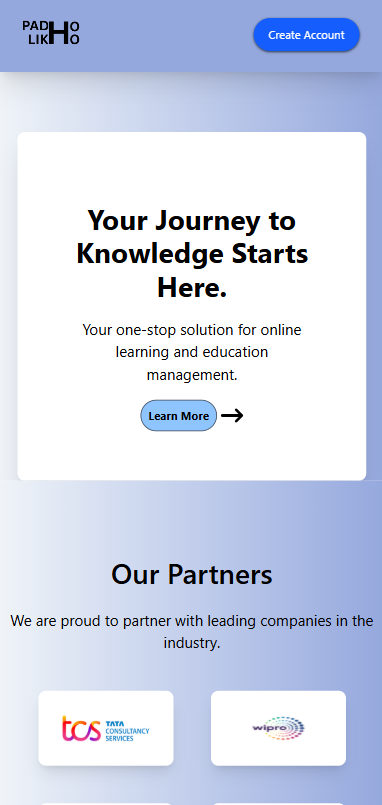 PADHO
LIKHO
Create Account
Your Journey to
Knowledge Starts
Here.
Your one-stop solution for online
learning and education
management.
Learn More
Our Partners
We are proud to partner with leading companies in the
industry.
tcs TATA
CONSULTANCY
SERVICES
wipro